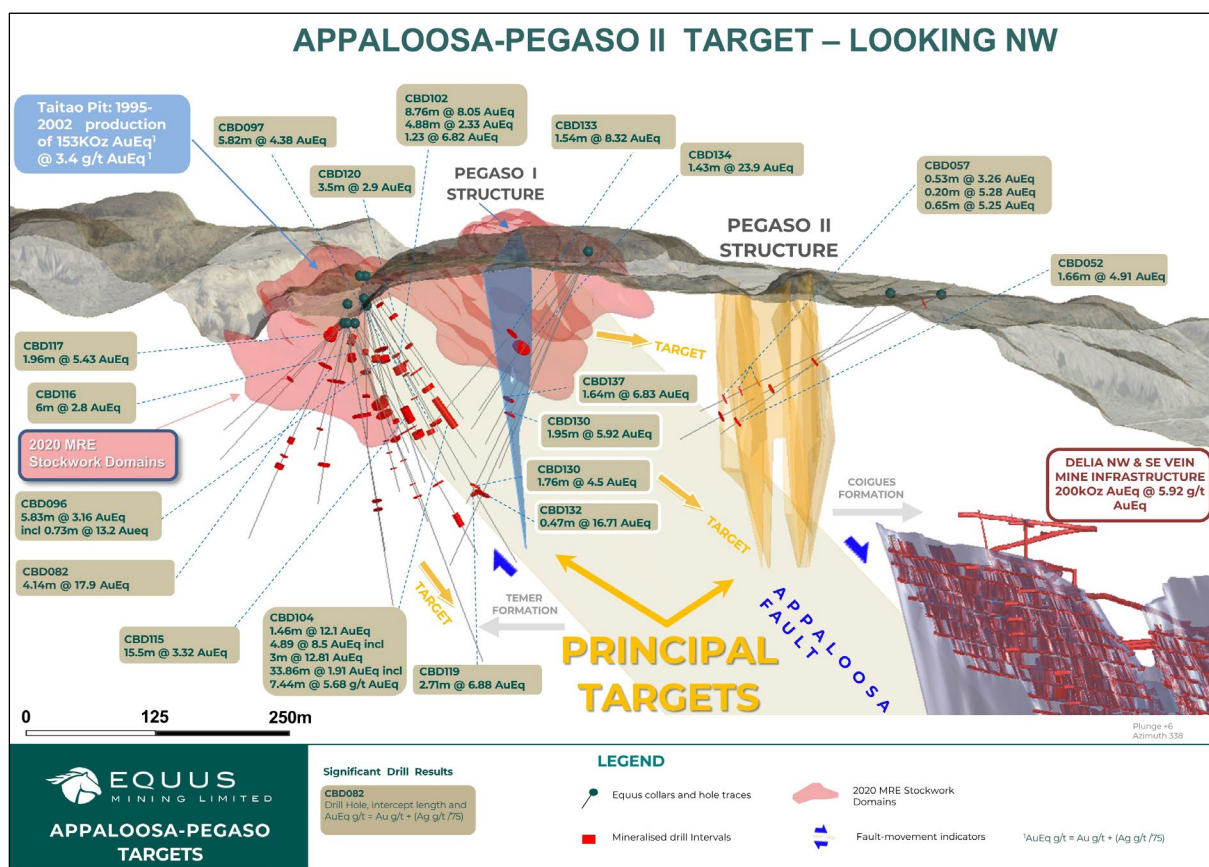 APPALOOSA-PEGASO II TARGET – LOOKING NW
Taitao Pit: 1995-
2002 production
of 153KOz AuEq¹
@ 3.4 g/t AuEq ¹
CBD097
5.82m @ 4.38 AuEq
CBD120
3.5m @ 2.9 AuEq
CBD102
8.76m @ 8.05 AuEq
4.88m @ 2.33 AuEq
1.23 @ 6.82 AuEq
PEGASO I
STRUCTURE
CBD133
1.54m @ 8.32 AuEq
CBD134
1.43m @ 23.9 AuEq
PEGASO II
STRUCTURE
CBD057
0.53m @ 3.26 AuEq
0.20m @ 5.28 AuEq
0.65m @ 5.25 AuEq
CBD052
1.66m @ 4.91 AuEq
CBD117
1.96m @ 5.43 AuEq
CBD116
6m @ 2.8 AuEq
2020 MRE
Stockwork Domains
CBD096
5.83m @ 3.16 AuEq
incl 0.73m @ 13.2 Aueq
CBD082
4.14m @ 17.9 AuEq
CBD115
15.5m @ 3.32 AuEq
CBD104
1.46m @ 12.1 AuEq
4.89 @ 8.5 AuEq incl
3m @ 12.81 AuEq
33.86m @ 1.91 AuEq incl
7.44m @ 5.68 g/t AuEq
CBD119
2.71m @ 6.88 AuEq
TARGET
CBD137
1.64m @ 6.83 AuEq
CBD130
1.95m @ 5.92 AuEq
CBD130
1.76m @ 4.5 AuEq
CBD132
0.47m @ 16.71 AuEq
TARGET
TARGET
TEMER
FORMATION
COIGUES
FORMATION
DELIA NW & SE VEIN
MINE INFRASTRUCTURE
200kOz AuEq @ 5.92 g/t
AuEq
PRINCIPAL
TARGETS
APPALOOSA
FAULT
0 125 250m
Plunge +6
Azimuth 338
EQUUS
MINING LIMITED
APPALOOSA-PEGASO
TARGETS
Significant Drill Results
CBD082
Drill Hole, intercept length and
AuEq g/t = Au g/t + (Ag g/t /75)
LEGEND
Equus collars and hole traces
Mineralised drill Intervals
2020 MRE Stockwork
Domains
Fault-movement indicators
¹AuEq g/t = Au g/t + (Ag g/t /75)